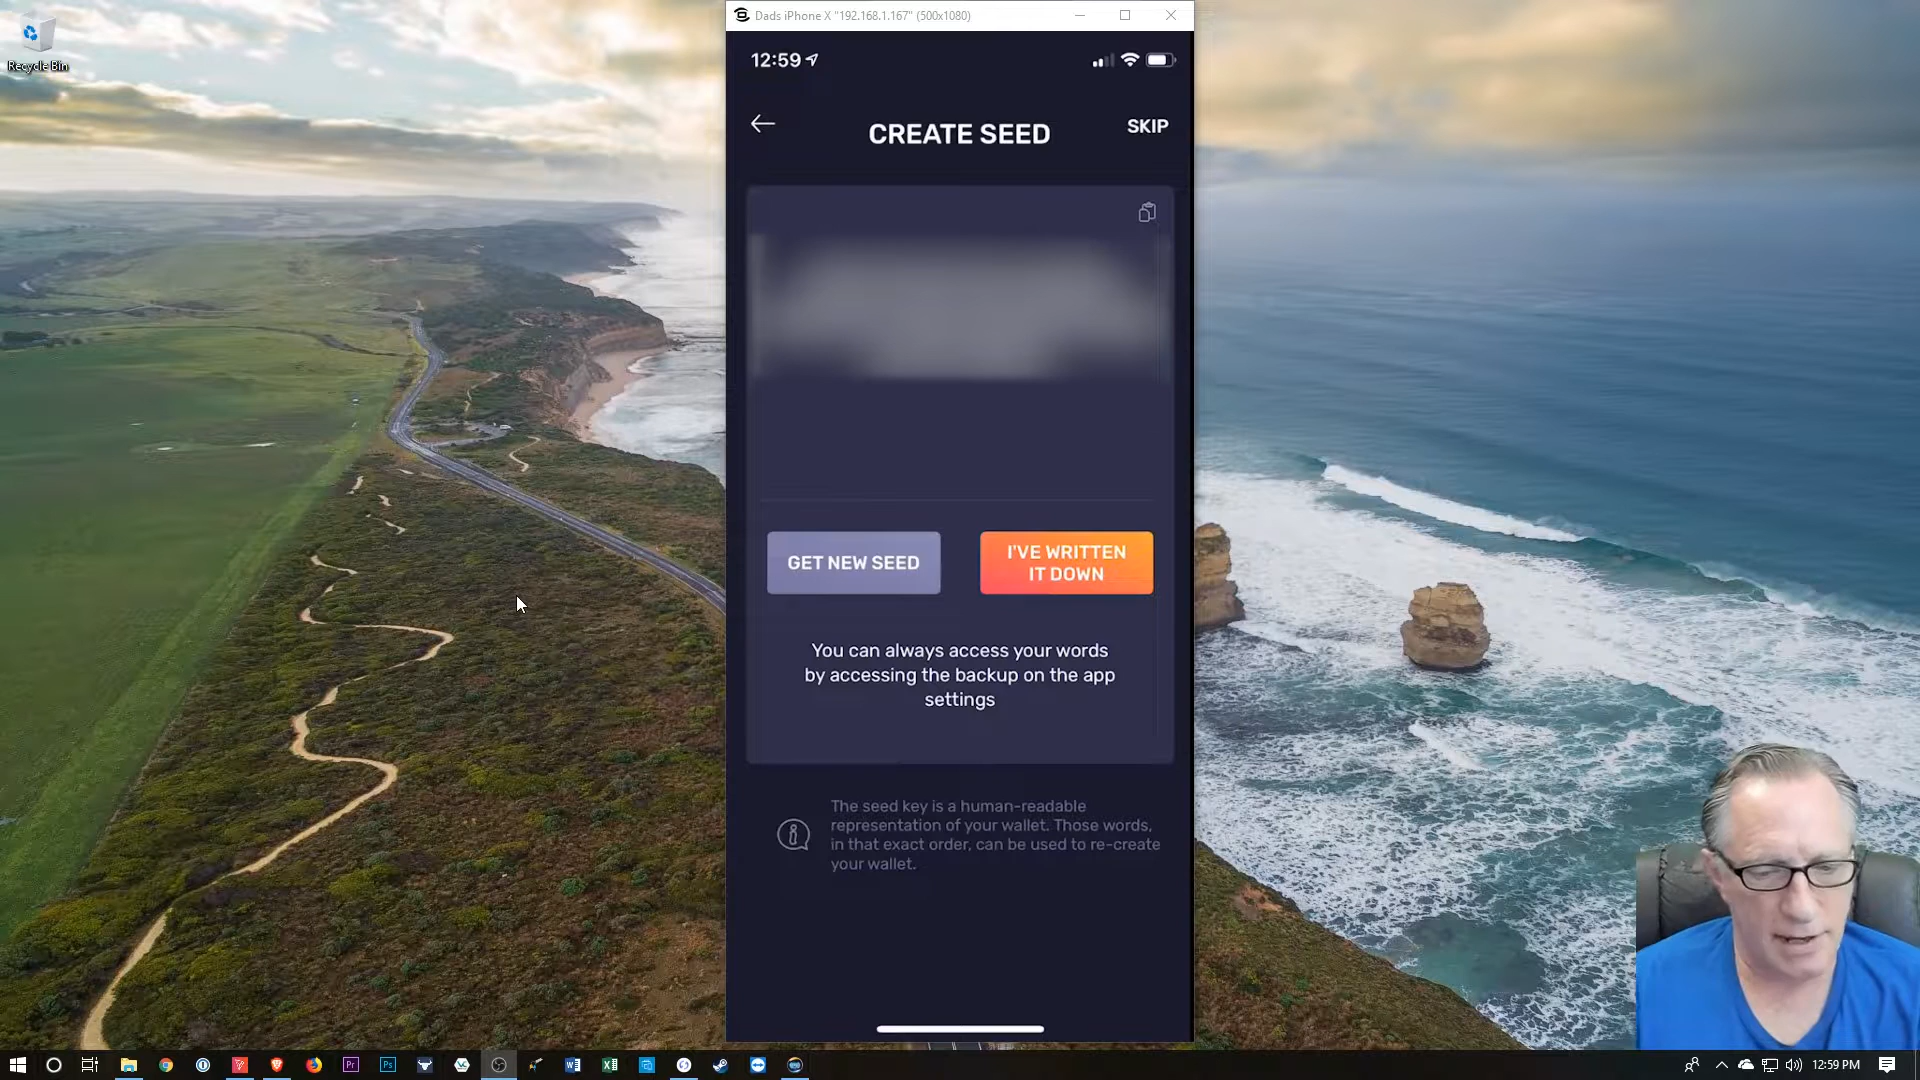 Dads iPhone X "192.168.1.167" (500x1080)
Recycle Bin
12:59
CREATE SEED
SKIP
GET NEW SEED
I'VE WRITTEN
IT DOWN
You can always access your words
by accessing the backup on the app
settings
The seed key is a human-readable
representation of your wallet. Those words,
in that exact order, can be used to re-create
your wallet.
12:59 PM